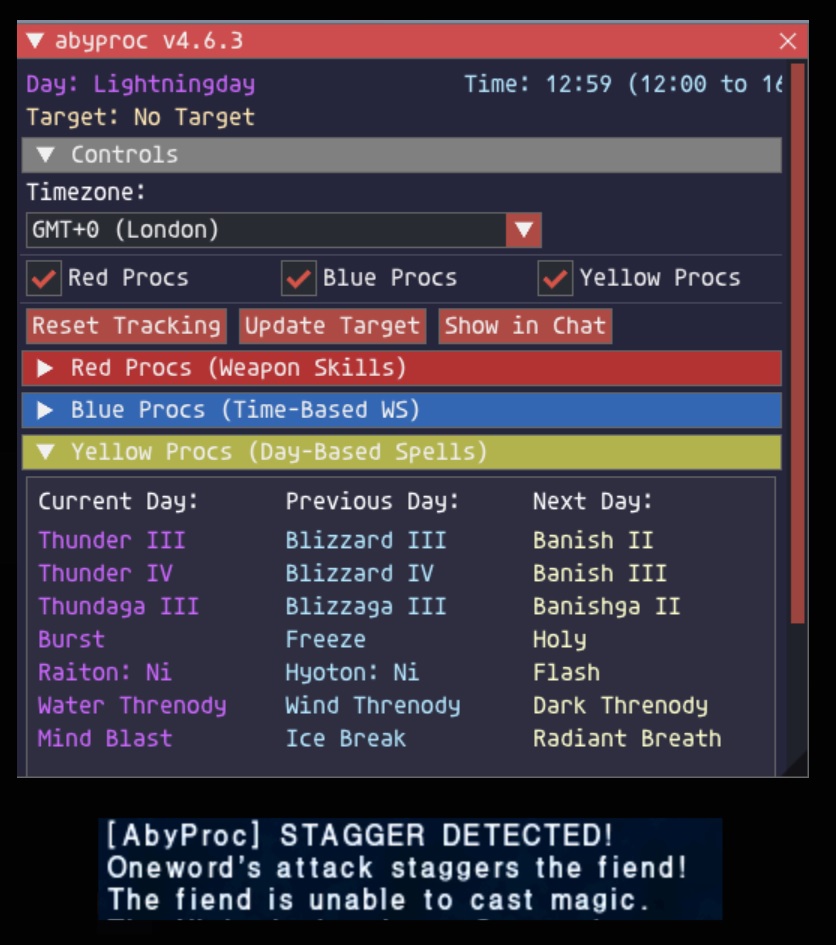 abyproc v4.6.3
Day: Lightningday Time: 12:59 (12:00 to 16
Target: No Target
Controls
Timezone:
GMT+0 (London)
Red Procs Blue Procs Yellow Procs
Reset Tracking Update Target Show in Chat
Red Procs (Weapon Skills)
Blue Procs (Time-Based WS)
Yellow Procs (Day-Based Spells)
Current Day: Previous Day: Next Day:
Thunder III Blizzard III Banish II
Thunder IV Blizzard IV Banish III
Thundaga III Blizzaga III Banishga II
Burst Freeze Holy
Raiton: Ni Hyoton: Ni Flash
Water Threnody Wind Threnody Dark Threnody
Mind Blast Ice Break Radiant Breath
[AbyProc] STAGGER DETECTED!
Oneword's attack staggers the fiend!
The fiend is unable to cast magic.